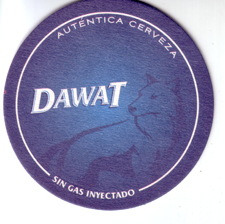 AUTÉNTICA CERVEZA
DAWAT
SIN GAS INYECTADO